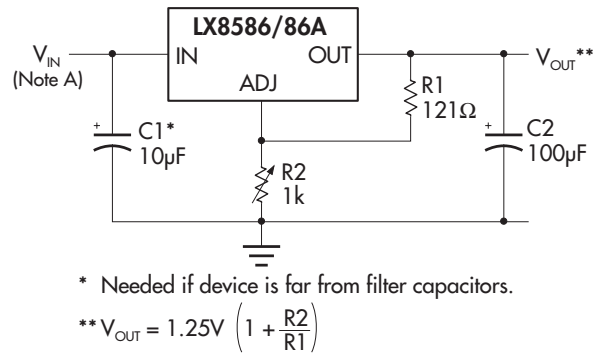 LX8586/86A
V_IN
(Note A)
IN
OUT
V_OUT**
ADJ
R1
121Ω
C1*
10µF
R2
1k
C2
100µF
+
+
* Needed if device is far from filter capacitors.
** V_OUT = 1.25V (1 + R2/R1)